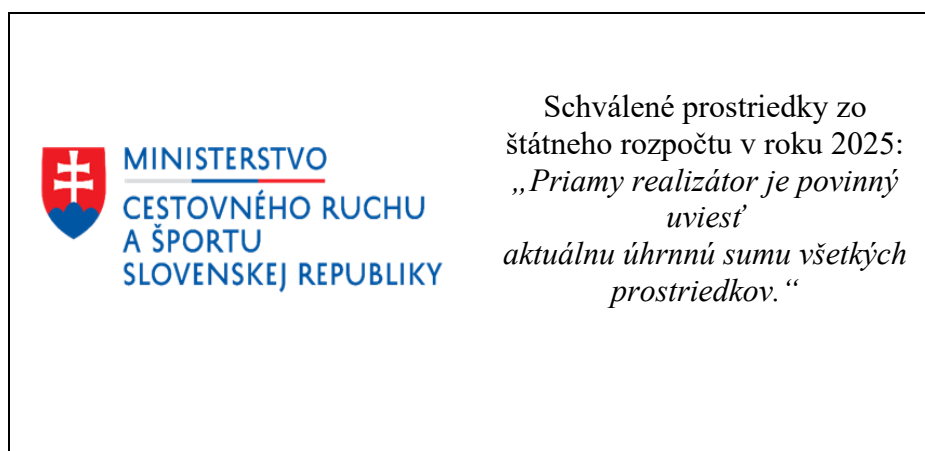 MINISTERSTVO
CESTOVNÉHO RUCHU
A ŠPORTU
SLOVENSKEJ REPUBLIKY
Schválené prostriedky zo
štátneho rozpočtu v roku 2025:
„Priamy realizátor je povinný
uviesť
aktuálnu úhrnnú sumu všetkých
prostriedkov.“